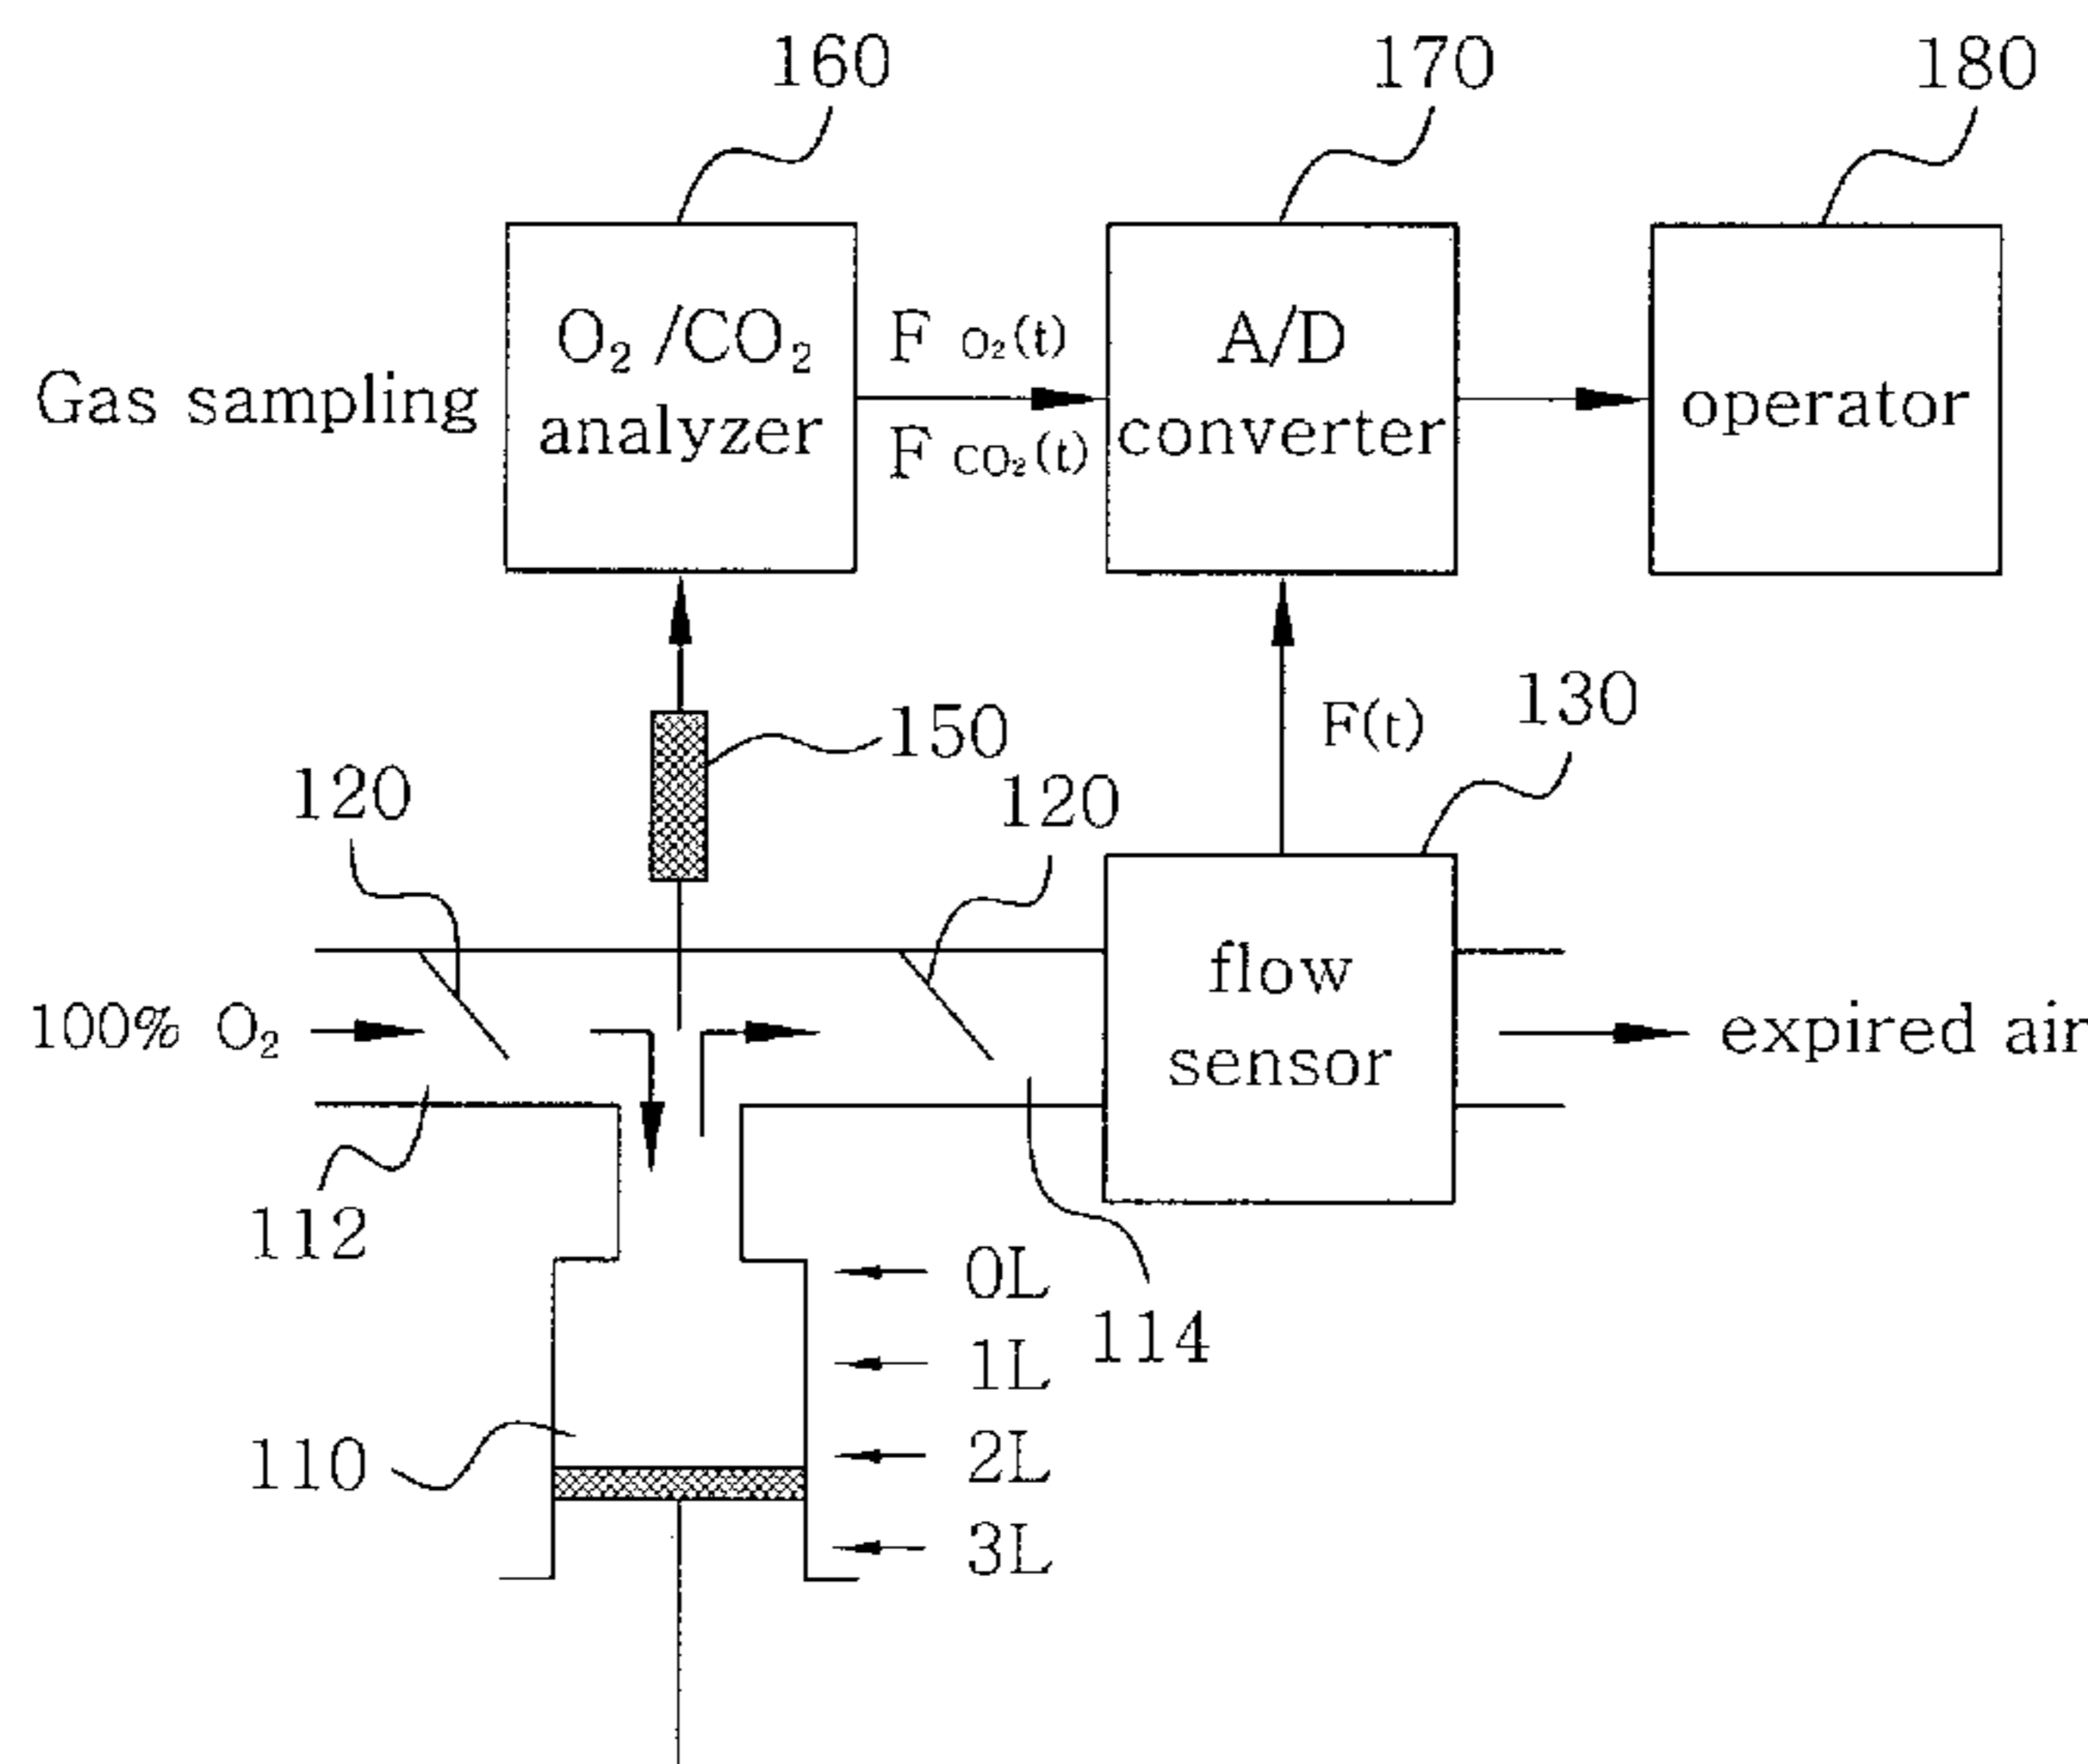 160
170
180
Gas sampling
O₂ /CO₂
analyzer
F O₂(t)
F CO₂(t)
A/D
converter
operator
150
F(t)
130
120
120
100% O₂
flow
sensor
expired air
112
114
0L
1L
2L
3L
110